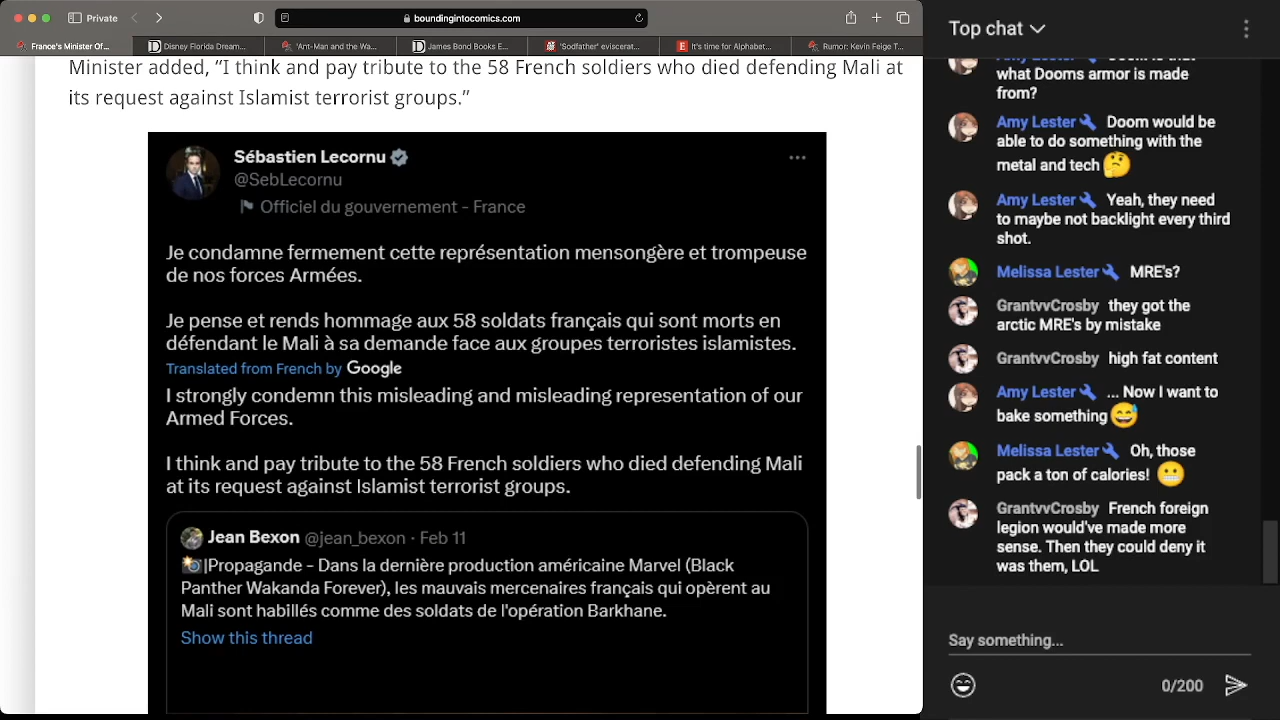 Private
boundingintocomics.com
France's Minister Of...
Disney Florida Dream...
'Ant-Man and the Wa...
James Bond Books E...
'Sodfather' eviscerat...
It's time for Alphabet...
Rumor: Kevin Feige T...
Minister added, “I think and pay tribute to the 58 French soldiers who died defending Mali at
its request against Islamist terrorist groups.”
Sébastien Lecornu
@SebLecornu
Officiel du gouvernement - France
Je condamne fermement cette représentation mensongère et trompeuse
de nos forces Armées.
Je pense et rends hommage aux 58 soldats français qui sont morts en
défendant le Mali à sa demande face aux groupes terroristes islamistes.
Translated from French by Google
I strongly condemn this misleading and misleading representation of our
Armed Forces.
I think and pay tribute to the 58 French soldiers who died defending Mali
at its request against Islamist terrorist groups.
Jean Bexon @jean_bexon · Feb 11
|Propagande - Dans la dernière production américaine Marvel (Black
Panther Wakanda Forever), les mauvais mercenaires français qui opèrent au
Mali sont habillés comme des soldats de l'opération Barkhane.
Show this thread
Top chat
what Dooms armor is made
from?
Amy Lester Doom would be
able to do something with the
metal and tech
Amy Lester Yeah, they need
to maybe not backlight every third
shot.
Melissa Lester MRE's?
GrantvvCrosby they got the
arctic MRE's by mistake
GrantvvCrosby high fat content
Amy Lester ... Now I want to
bake something
Melissa Lester Oh, those
pack a ton of calories!
GrantvvCrosby French foreign
legion would've made more
sense. Then they could deny it
was them, LOL
Say something...
0/200